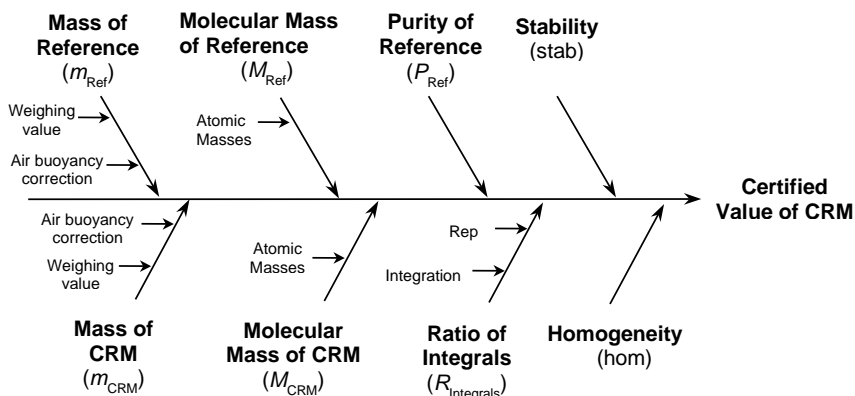 Mass of
Reference
(mRef)
Molecular Mass
of Reference
(MRef)
Purity of
Reference
(PRef)
Stability
(stab)
Weighing
value
Air buoyancy
correction
Atomic
Masses
Certified
Value of CRM
Air buoyancy
correction
Weighing
value
Atomic
Masses
Rep
Integration
Mass of
CRM
(mCRM)
Molecular
Mass of CRM
(MCRM)
Ratio of
Integrals
(RIntegrals)
Homogeneity
(hom)